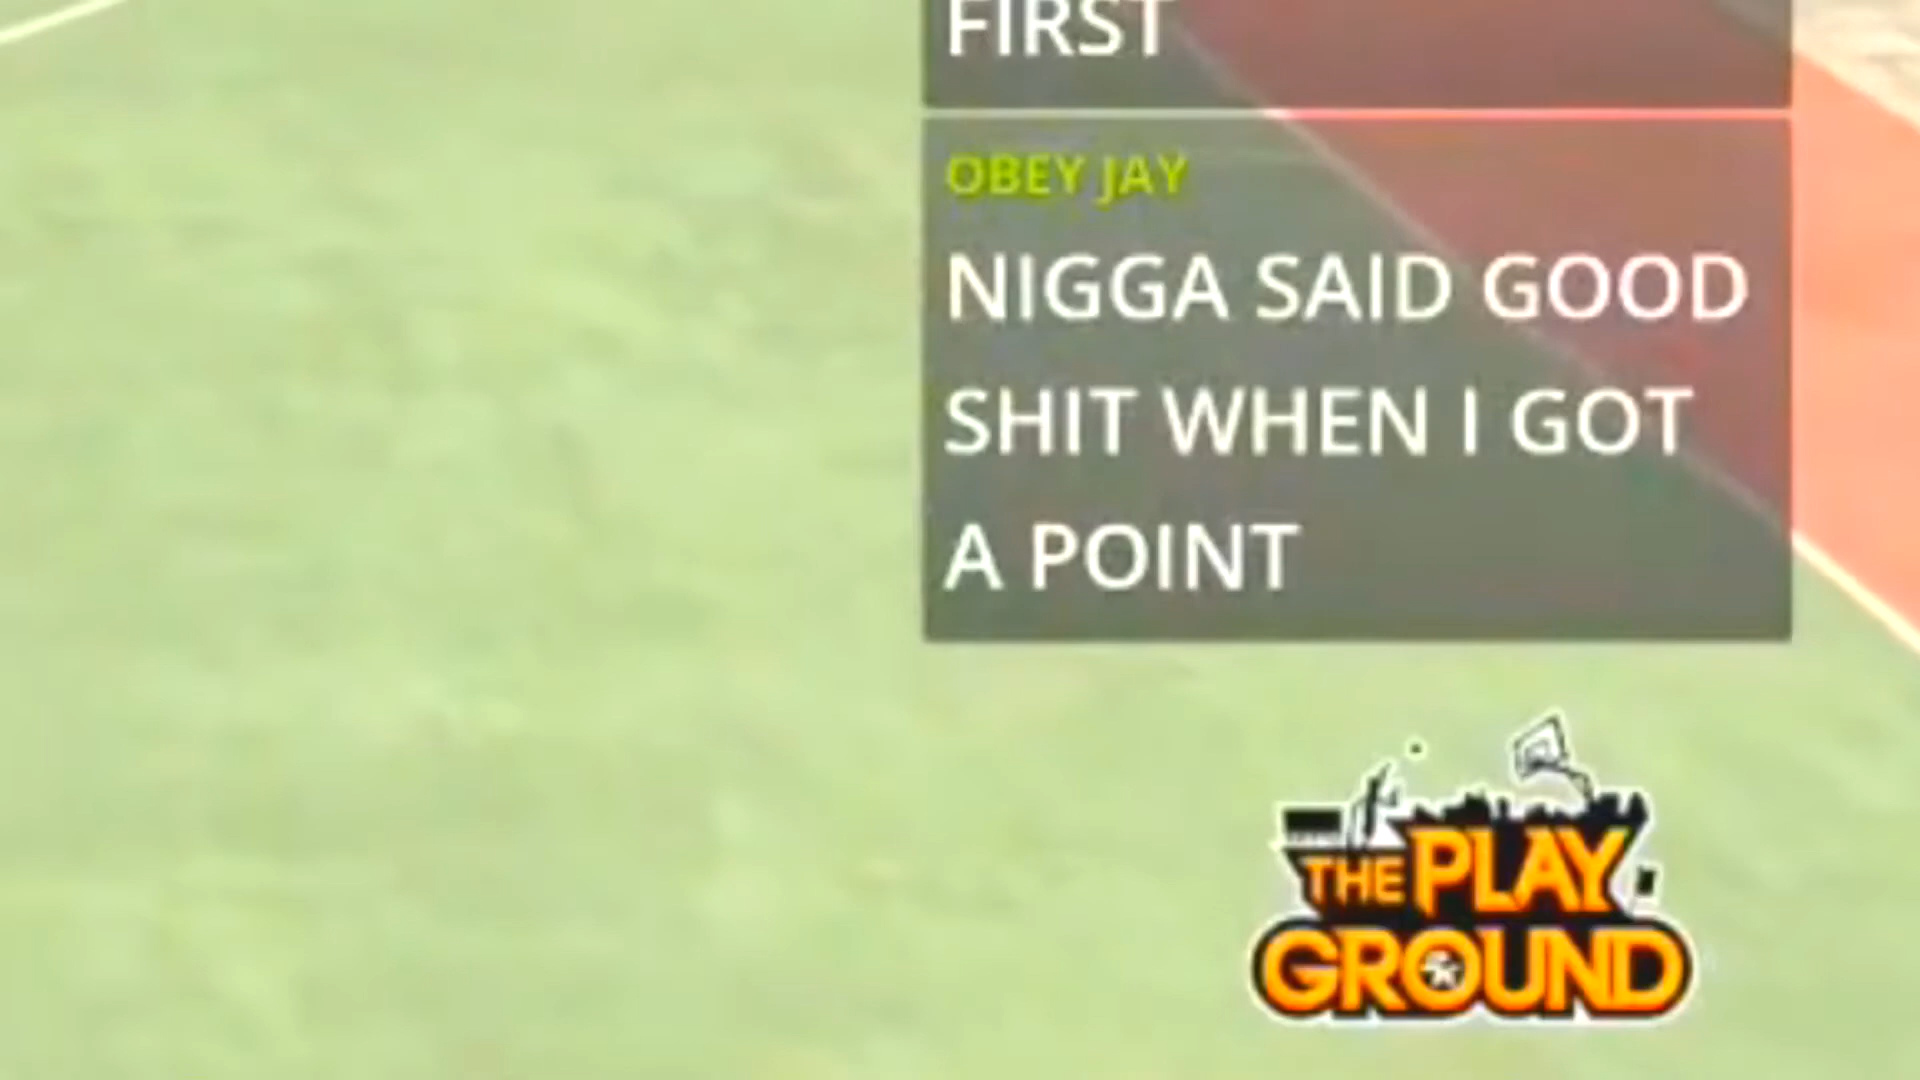 FIRST
OBEY JAY
NIGGA SAID GOOD
SHIT WHEN I GOT
A POINT
THE PLAY
GROUND